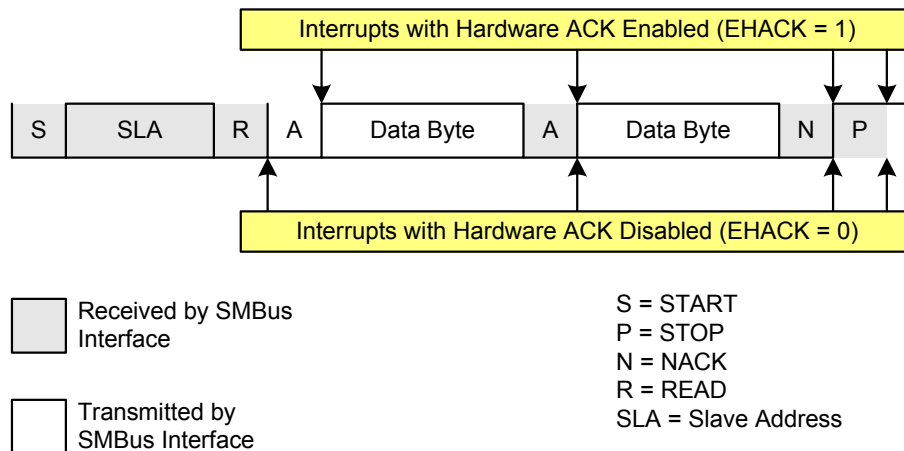 Interrupts with Hardware ACK Enabled (EHACK = 1)
S SLA R A Data Byte A Data Byte N P
Interrupts with Hardware ACK Disabled (EHACK = 0)
Received by SMBus
Interface
Transmitted by
SMBus Interface
S = START
P = STOP
N = NACK
R = READ
SLA = Slave Address